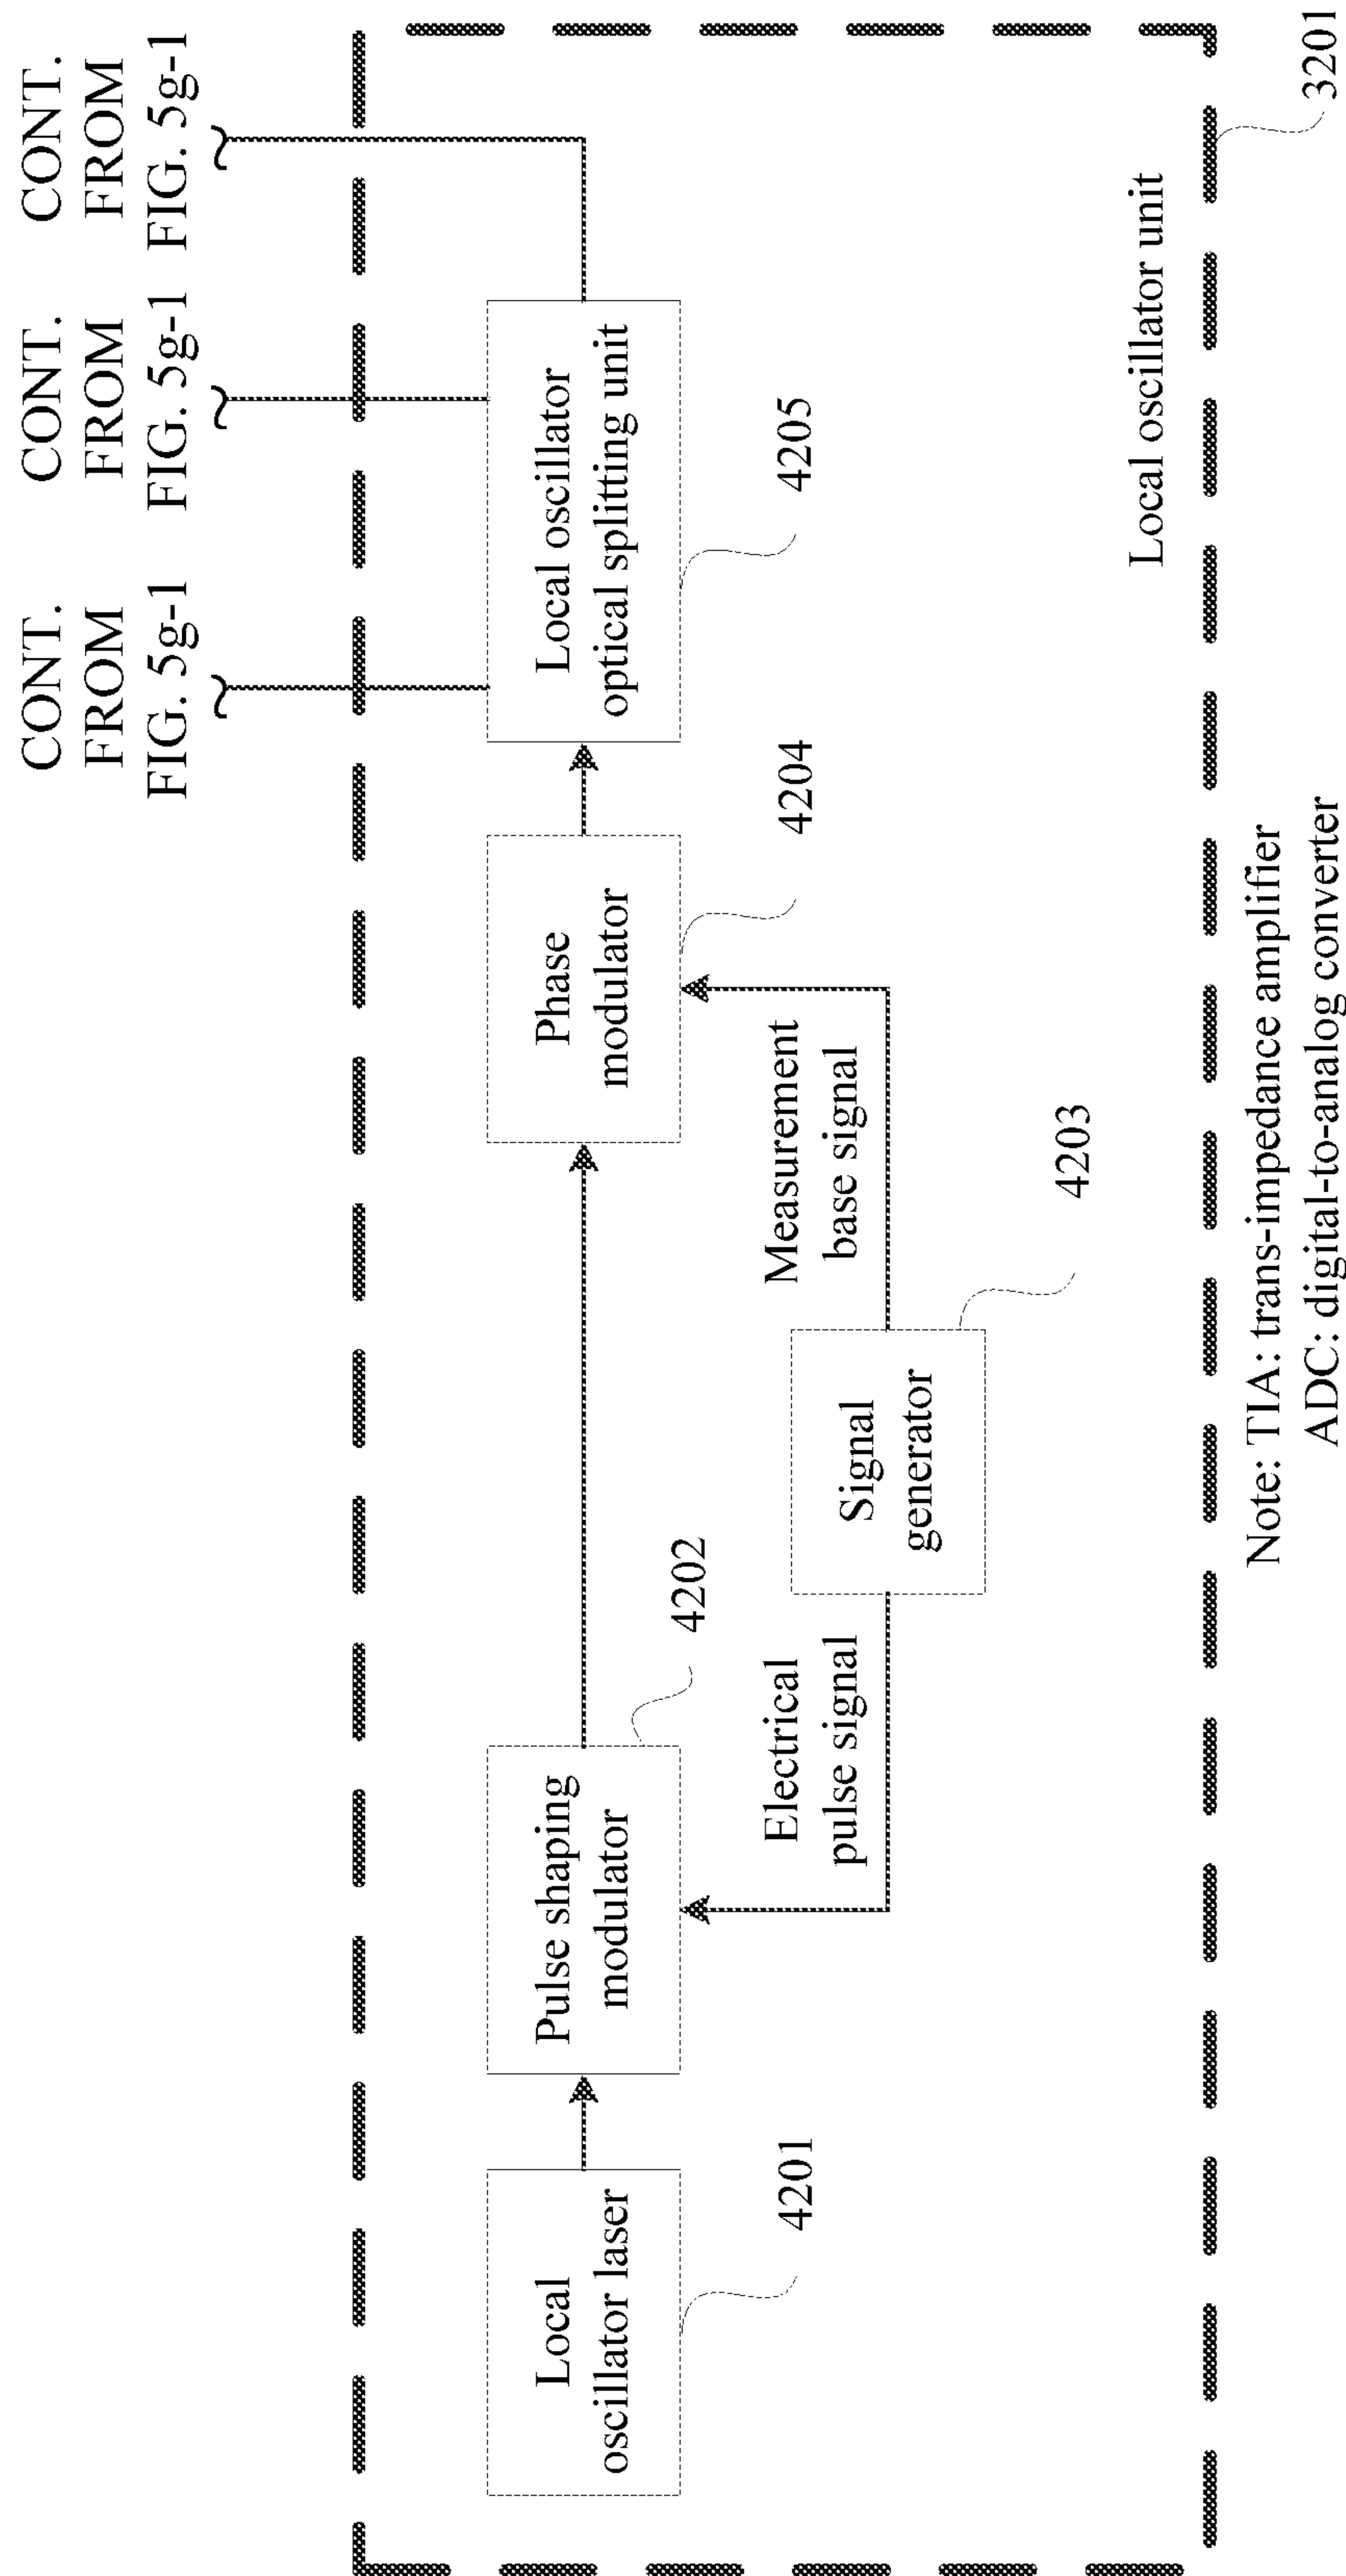 CONT.
FROM
FIG. 5g-1
CONT.
FROM
FIG. 5g-1
CONT.
FROM
FIG. 5g-1
Local
oscillator laser
4201
Pulse shaping
modulator
4202
Phase
modulator
4204
Local oscillator
optical splitting unit
4205
Electrical
pulse signal
Signal
generator
4203
Measurement
base signal
Local oscillator unit
3201
Note: TIA: trans-impedance amplifier
ADC: digital-to-analog converter